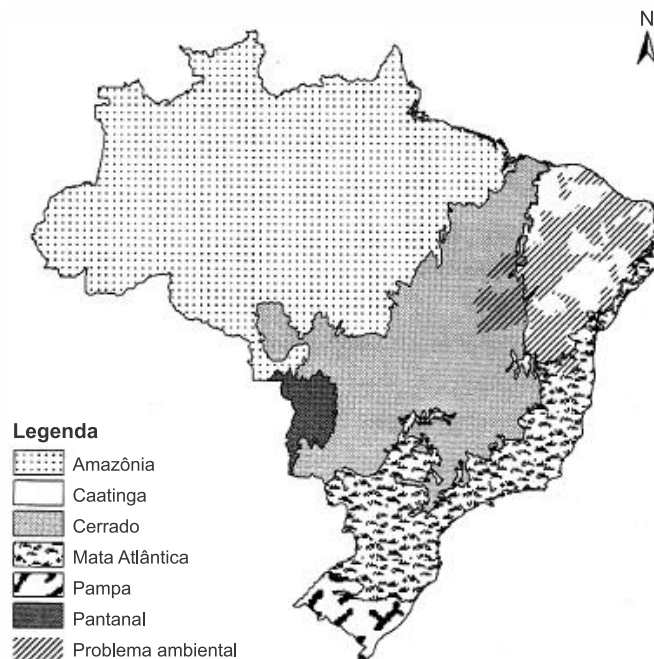 N
Legenda
Amazônia
Caatinga
Cerrado
Mata Atlântica
Pampa
Pantanal
Problema ambiental